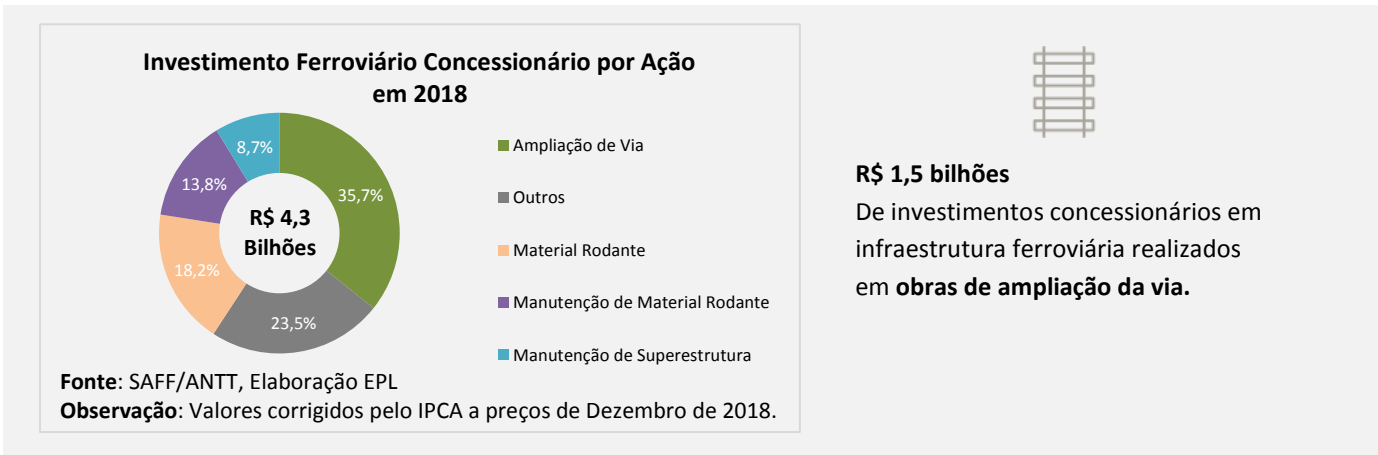 Investimento Ferroviário Concessionário por Ação
em 2018
8,7%
13,8%
35,7%
R$ 4,3
Bilhões
18,2%
23,5%
Ampliação de Via
Outros
Material Rodante
Manutenção de Material Rodante
Manutenção de Superestrutura
Fonte: SAFF/ANTT, Elaboração EPL
Observação: Valores corrigidos pelo IPCA a preços de Dezembro de 2018.
R$ 1,5 bilhões
De investimentos concessionários em
infraestrutura ferroviária realizados
em obras de ampliação da via.